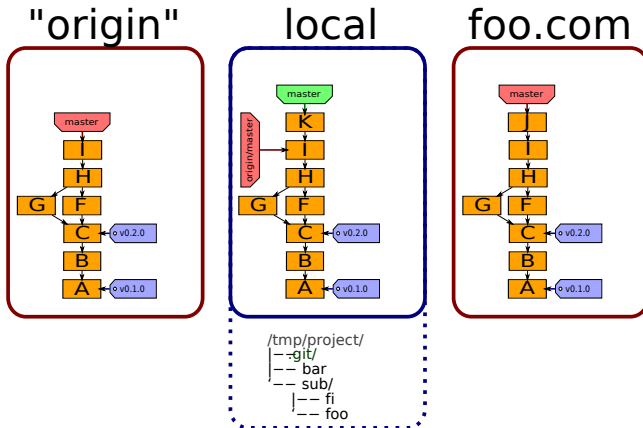 "origin"
master
I
H
G F
C v0.2.0
B
A v0.1.0
local
master
K
origin/master
I
H
G F
C v0.2.0
B
A v0.1.0
/tmp/project/
|−− .git/
|−− bar
`−− sub/
|−− fi
`−− foo
foo.com
master
J
I
H
G F
C v0.2.0
B
A v0.1.0